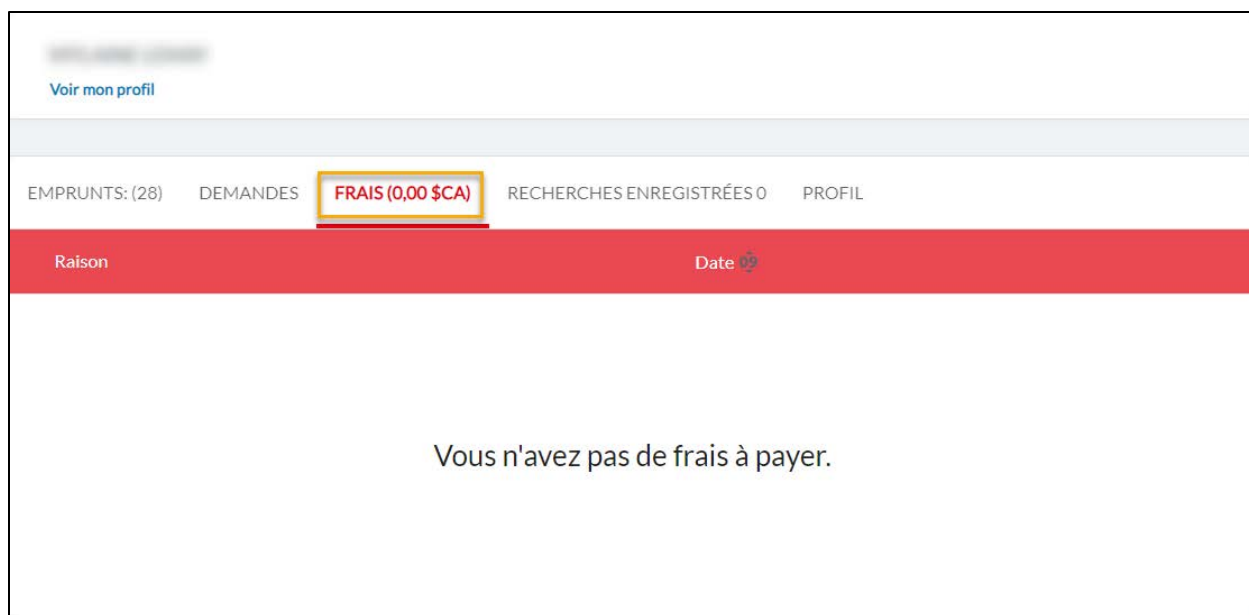 Voir mon profil
EMPRUNTS: (28) DEMANDES FRAIS (0,00 $CA) RECHERCHES ENREGISTRÉES 0 PROFIL
Raison Date
Vous n'avez pas de frais à payer.